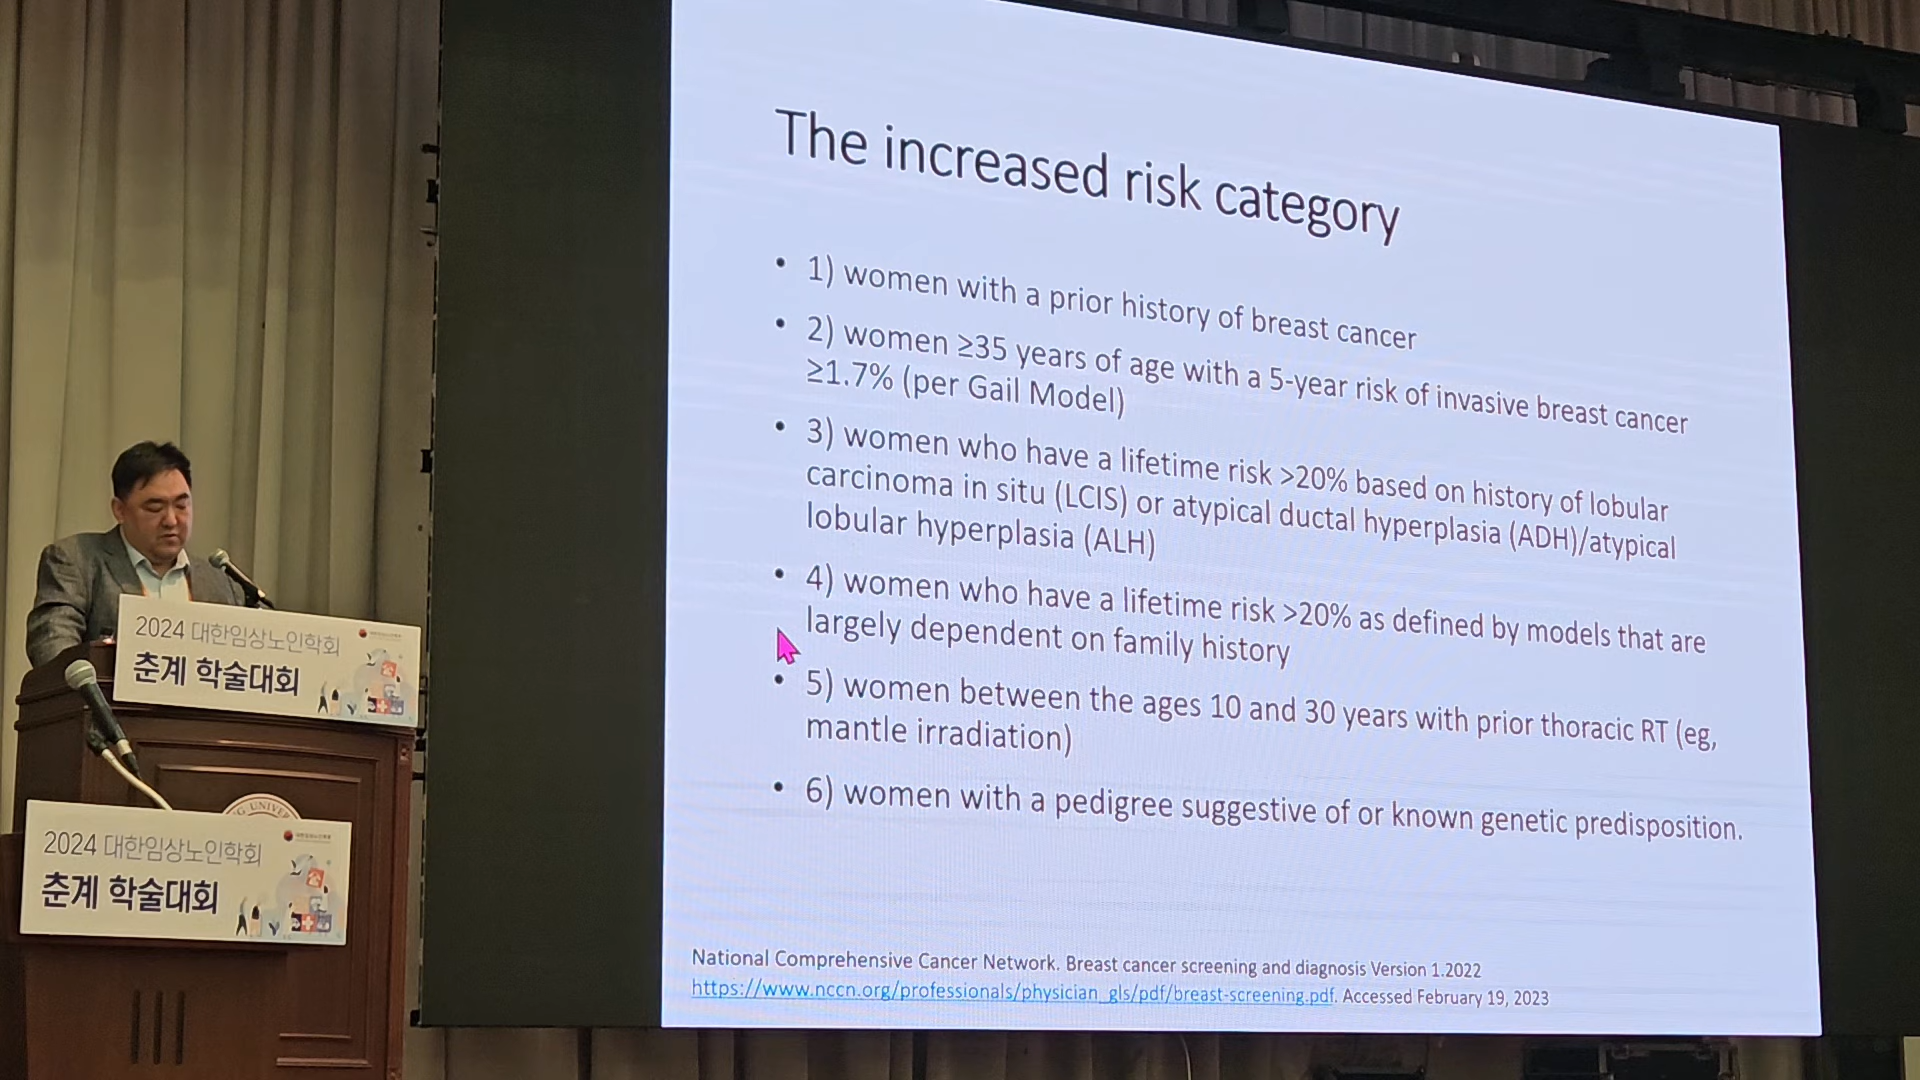 The increased risk category
• 1) women with a prior history of breast cancer
• 2) women ≥35 years of age with a 5-year risk of invasive breast cancer
≥1.7% (per Gail Model)
• 3) women who have a lifetime risk >20% based on history of lobular
carcinoma in situ (LCIS) or atypical ductal hyperplasia (ADH)/atypical
lobular hyperplasia (ALH)
• 4) women who have a lifetime risk >20% as defined by models that are
largely dependent on family history
• 5) women between the ages 10 and 30 years with prior thoracic RT (eg,
mantle irradiation)
• 6) women with a pedigree suggestive of or known genetic predisposition.
National Comprehensive Cancer Network. Breast cancer screening and diagnosis Version 1.2022
https://www.nccn.org/professionals/physician_gls/pdf/breast-screening.pdf. Accessed February 19, 2023
2024 대한임상노인학회
춘계 학술대회
2024 대한임상노인학회
춘계 학술대회